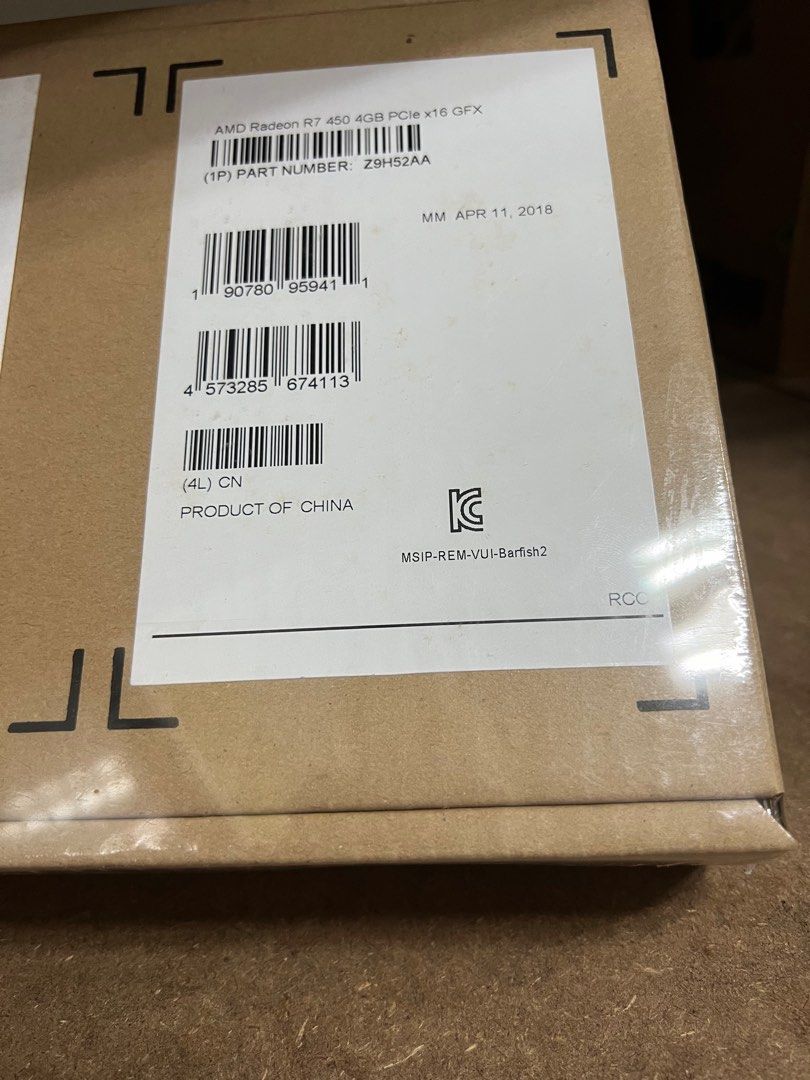 AMD Radeon R7 450 4GB PCIe x16 GFX
(1P) PART NUMBER: Z9H52AA
MM APR 11, 2018
1 90780 95941 1
4 573285 674113
(4L) CN
PRODUCT OF CHINA
MSIP-REM-VUI-Barfish2
RCC